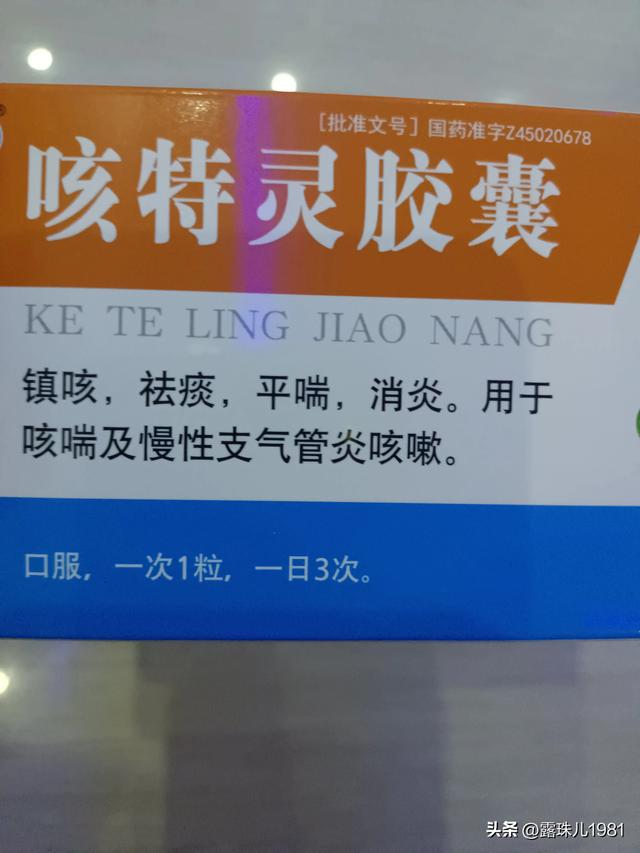 ®
[批准文号] 国药准字Z45020678
咳特灵胶囊
KE TE LING JIAO NANG
镇咳，祛痰，平喘，消炎。用于
咳喘及慢性支气管炎咳嗽。
口服，一次1粒，一日3次。
头条 @露珠儿1981